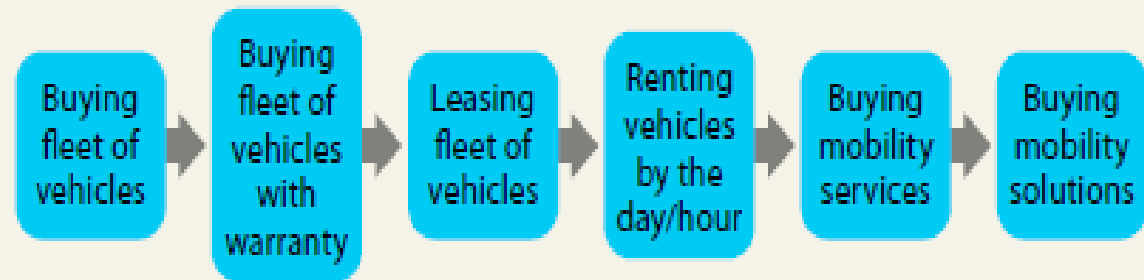 Buying
fleet of
vehicles
Buying
fleet of
vehicles
with
warranty
Leasing
fleet of
vehicles
Renting
vehicles
by the
day/hour
Buying
mobility
services
Buying
mobility
solutions